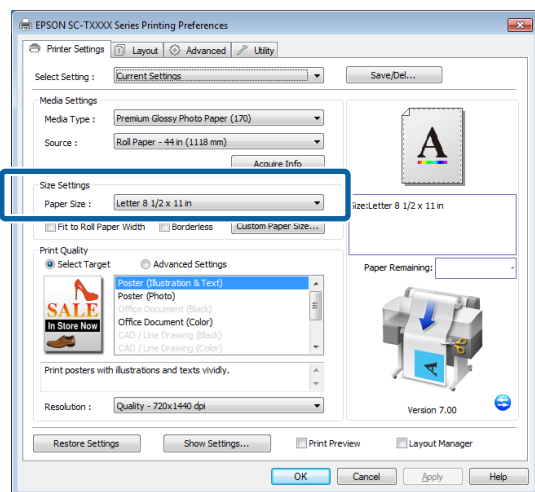 EPSON SC-TXXXX Series Printing Preferences
Printer Settings Layout Advanced Utility
Select Setting : Current Settings Save/Del...
Media Settings
Media Type : Premium Glossy Photo Paper (170)
Source : Roll Paper - 44 in (1118 mm)
Acquire Info
A
Size Settings
Paper Size : Letter 8 1/2 x 11 in
Size:Letter 8 1/2 x 11 in
Fit to Roll Paper Width Borderless Custom Paper Size...
Print Quality
Select Target Advanced Settings
Paper Remaining: -
SALE
In Store Now
Poster (Illustration & Text)
Poster (Photo)
Office Document (Black)
Office Document (Color)
CAD / Line Drawing (Black)
CAD / Line Drawing (Color)
A
Print posters with illustrations and texts vividly.
Resolution : Quality - 720x1440 dpi
Version 7.00
Restore Settings Show Settings... Print Preview Layout Manager
OK Cancel Apply Help